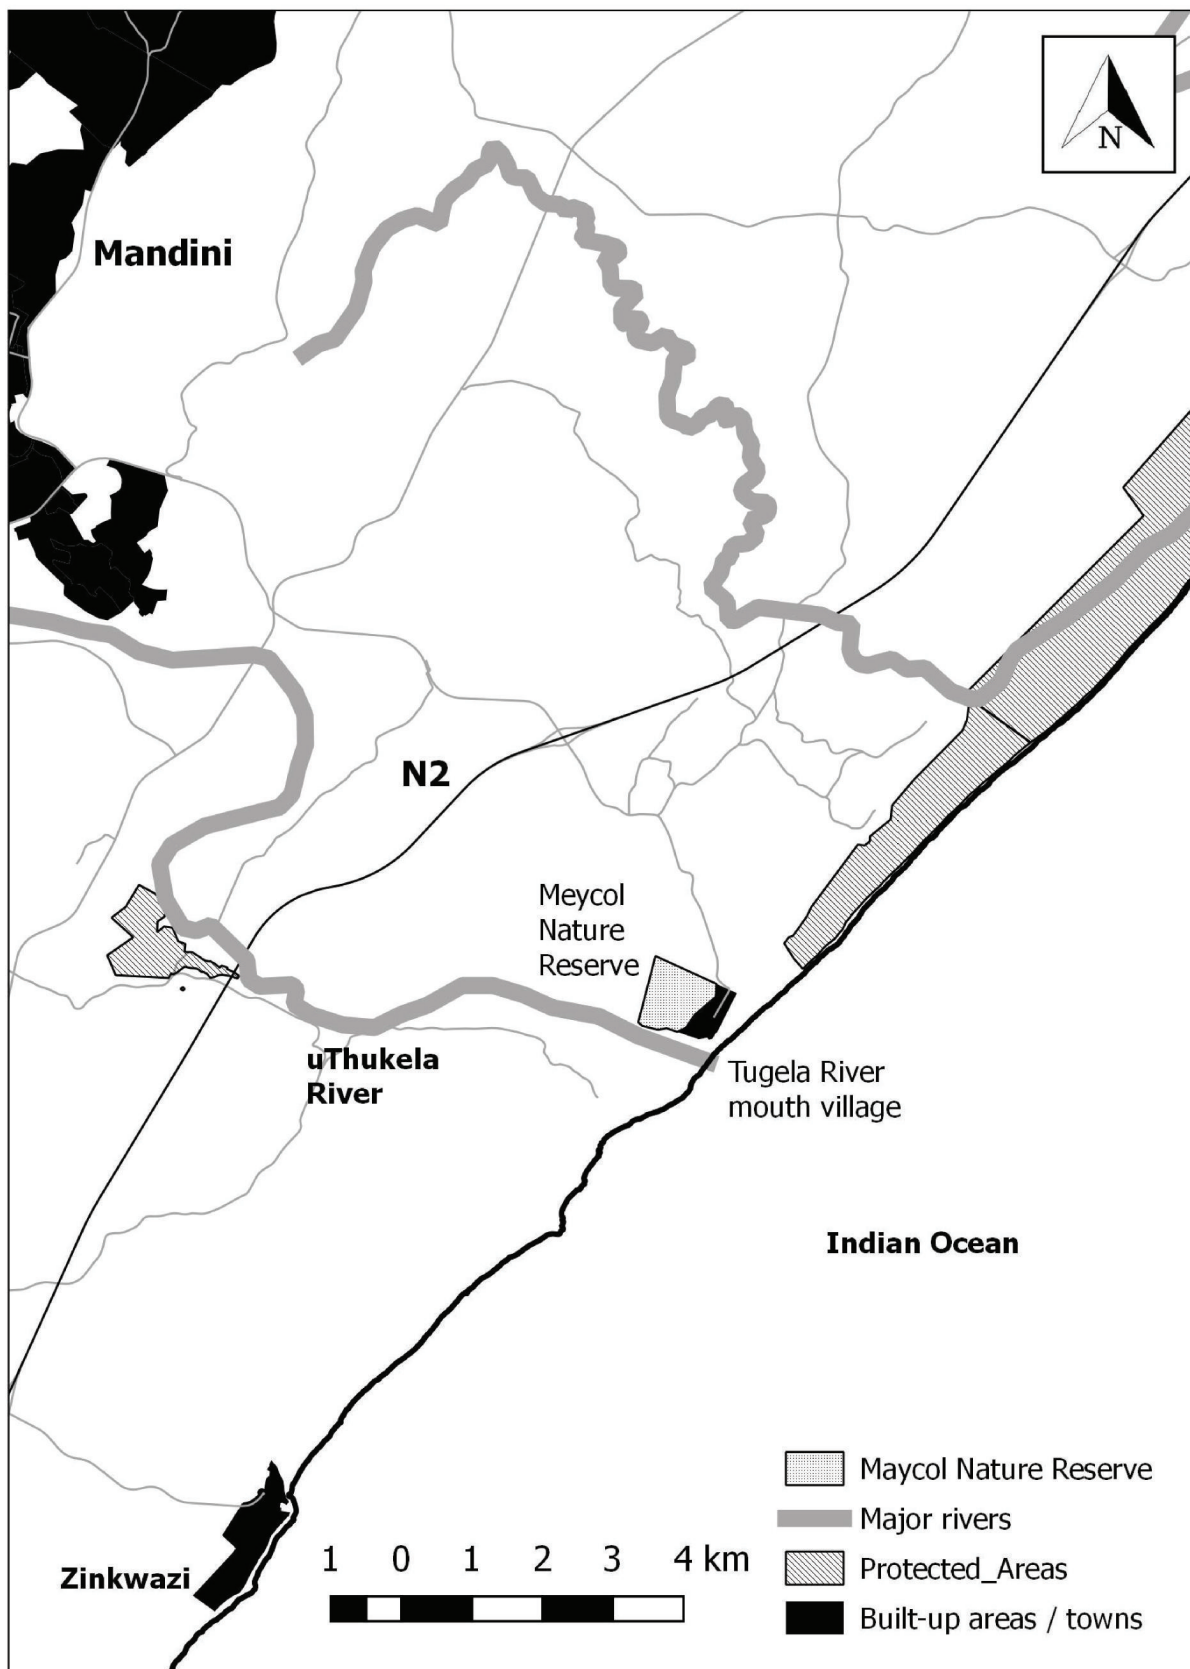 N
Mandini
N2
Meycol
Nature
Reserve
uThukela
River
Tugela River
mouth village
Indian Ocean
Zinkwazi
1 0 1 2 3 4 km
Maycol Nature Reserve
Major rivers
Protected_Areas
Built-up areas / towns